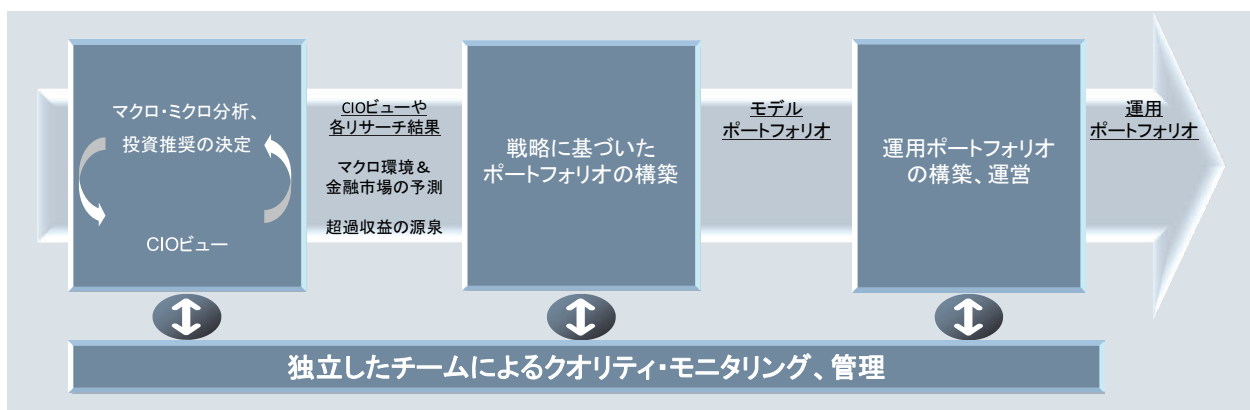 マクロ・ミクロ分析、
投資推奨の決定
CIOビュー
CIOビューや
各リサーチ結果
マクロ環境＆
金融市場の予測
超過収益の源泉
戦略に基づいた
ポートフォリオの構築
モデル
ポートフォリオ
運用ポートフォリオ
の構築、運営
運用
ポートフォリオ
独立したチームによるクオリティ・モニタリング、管理